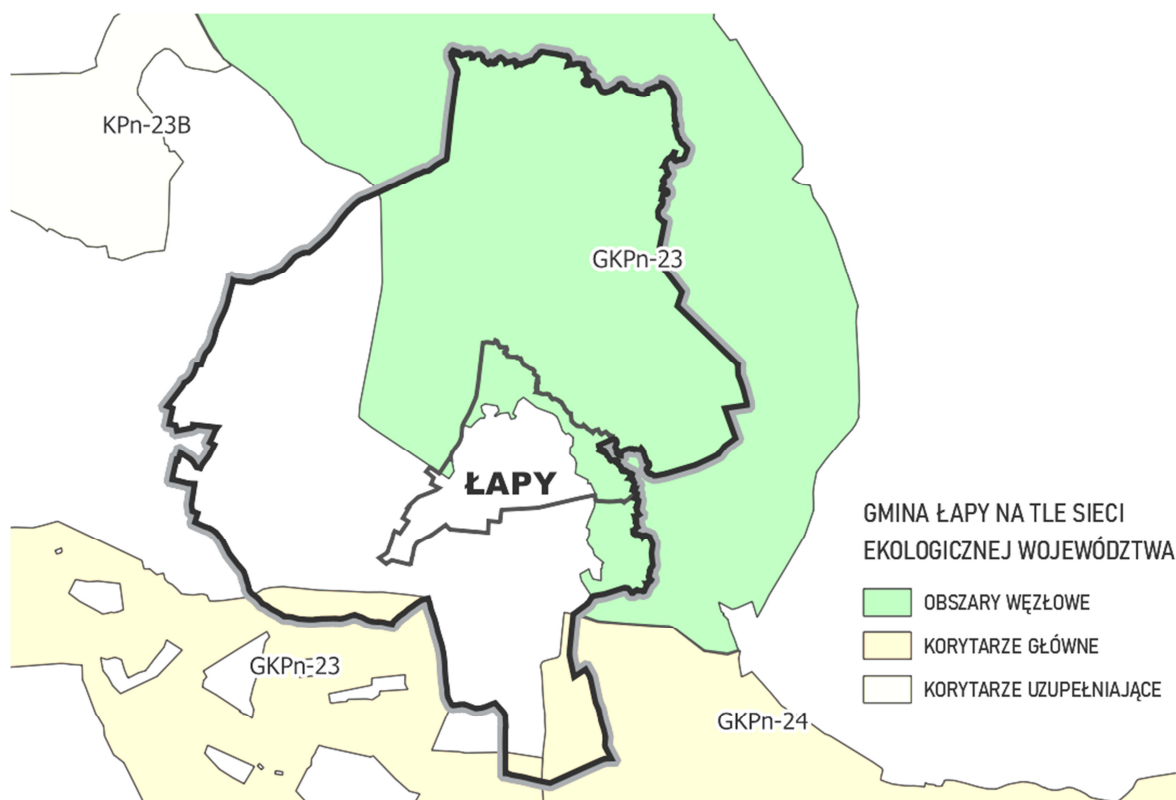 KPn-23B
GKPn-23
ŁAPY
GMINA ŁAPY NA TLE SIECI
EKOLOGICZNEJ WOJEWÓDZTWA
OBSZARY WĘZŁOWE
KORYTARZE GŁÓWNE
KORYTARZE UZUPEŁNIAJĄCE
GKPn-23
GKPn-24